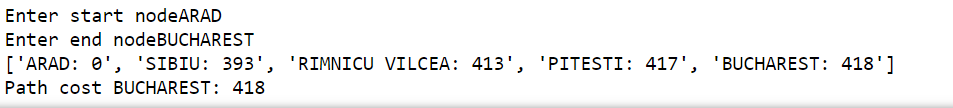 Enter start nodeARAD
Enter end nodeBUCHAREST
['ARAD: 0', 'SIBIU: 393', 'RIMNICU VILCEA: 413', 'PITESTI: 417', 'BUCHAREST: 418']
Path cost BUCHAREST: 418